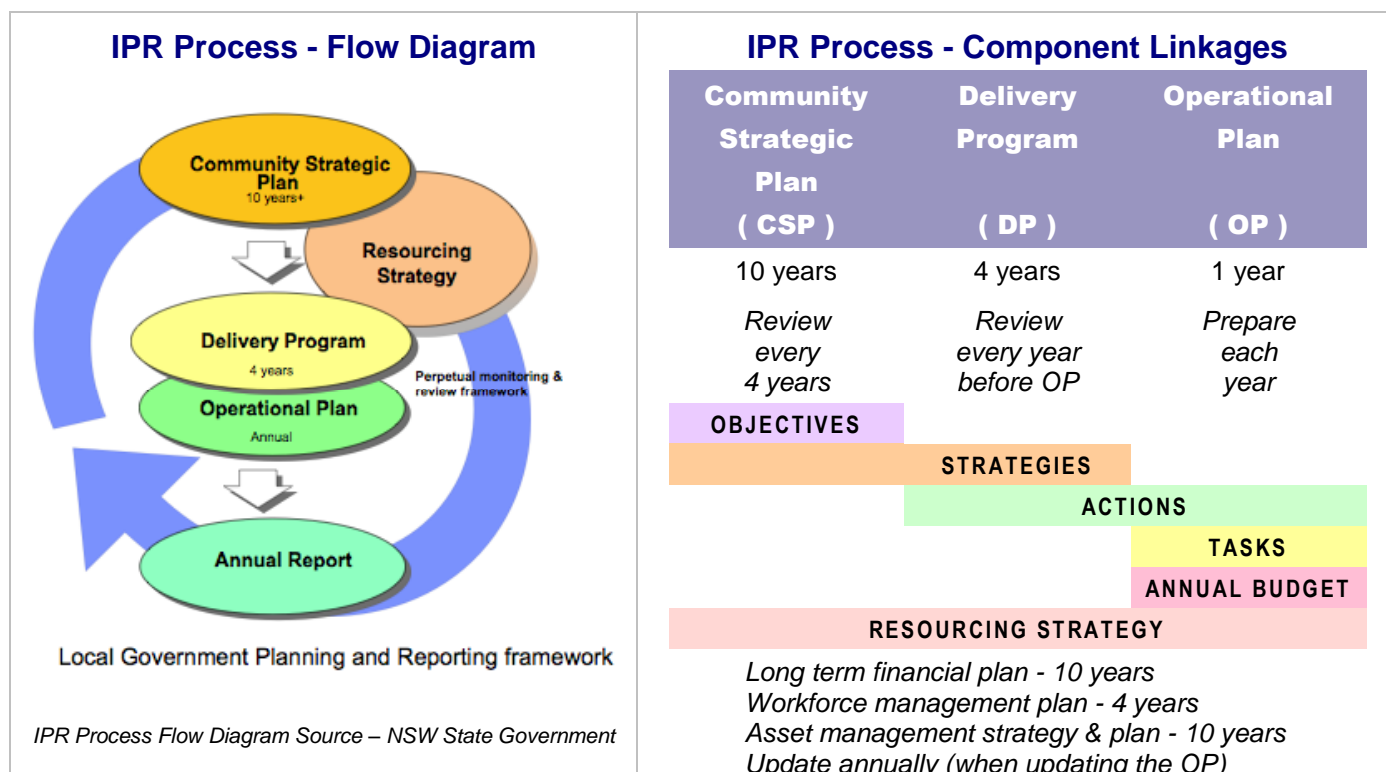 IPR Process - Flow Diagram
Community Strategic
Plan
10 years+
Resourcing
Strategy
Delivery Program
4 years
Perpetual monitoring &
review framework
Operational Plan
Annual
Annual Report
Local Government Planning and Reporting framework
IPR Process Flow Diagram Source – NSW State Government
IPR Process - Component Linkages
Community
Strategic
Plan
( CSP )
Delivery
Program
( DP )
Operational
Plan
( OP )
10 years
4 years
1 year
Review
every
4 years
Review
every year
before OP
Prepare
each
year
OBJECTIVES
STRATEGIES
ACTIONS
TASKS
ANNUAL BUDGET
RESOURCING STRATEGY
Long term financial plan - 10 years
Workforce management plan - 4 years
Asset management strategy & plan - 10 years
Update annually (when updating the OP)